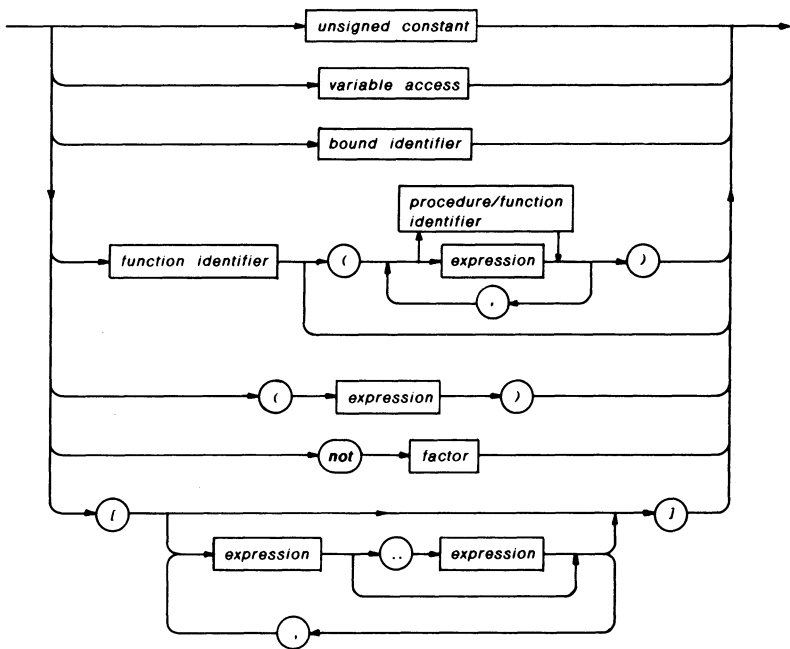 unsigned constant
variable access
bound identifier
procedure/function
identifier
function identifier ( expression )
,
( expression )
not factor
[ ]
expression .. expression
,